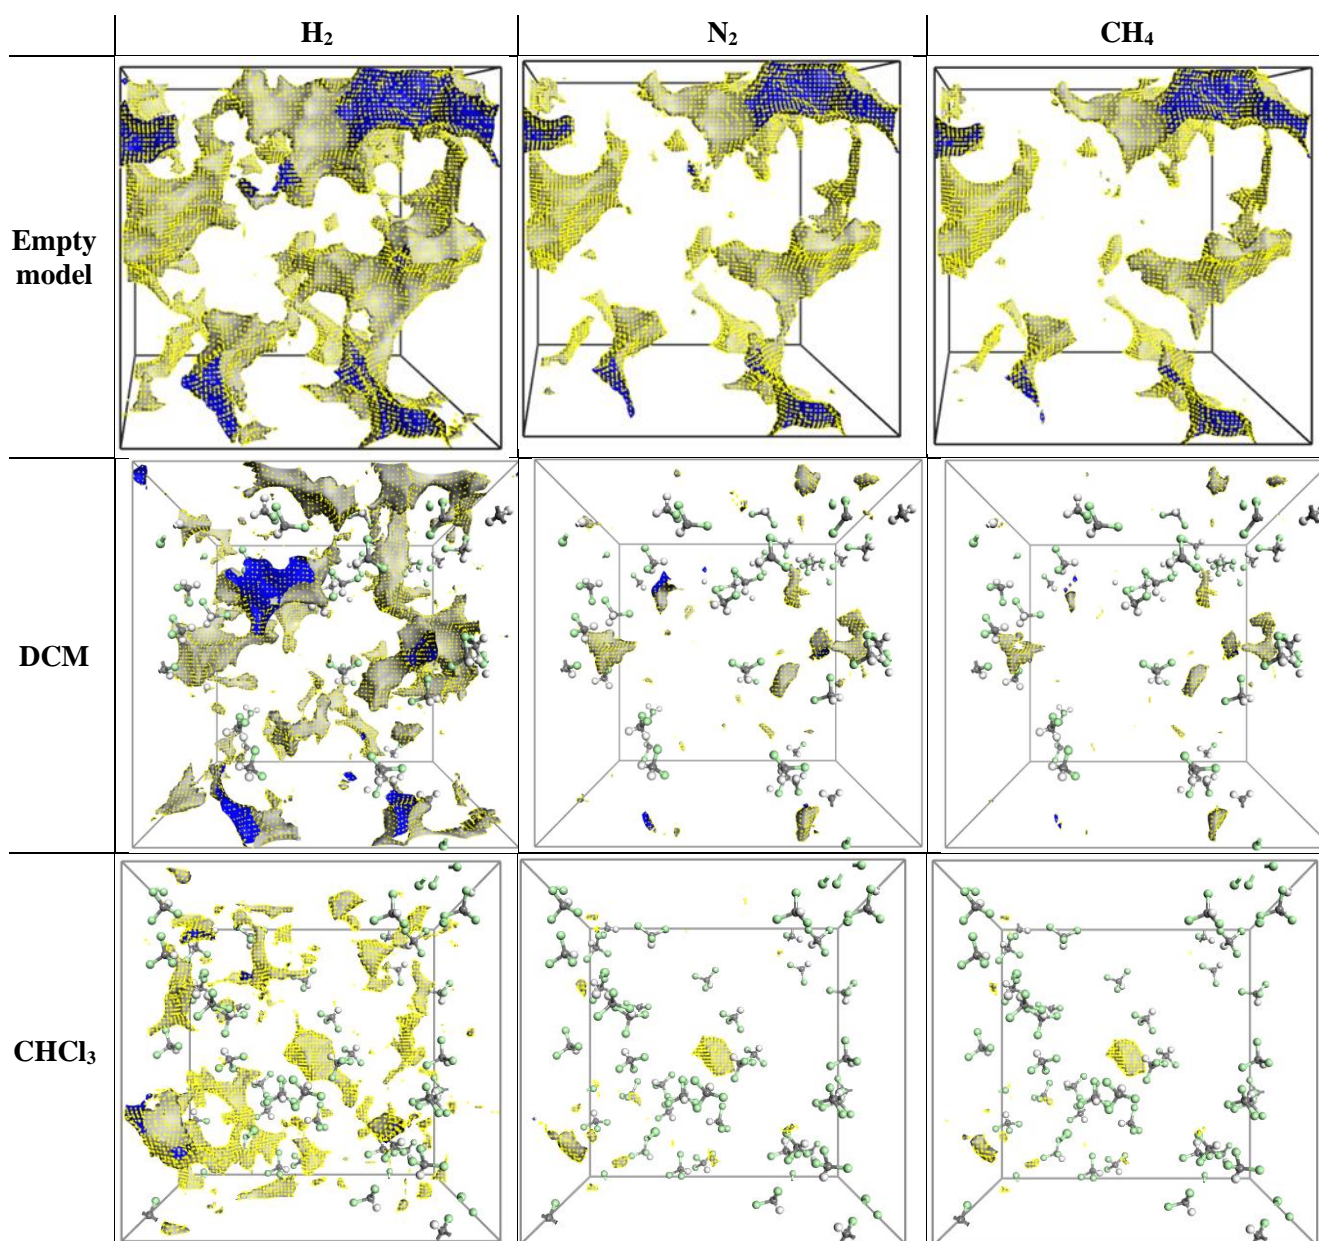 H₂ N₂ CH₄
Empty
model
DCM
CHCl₃